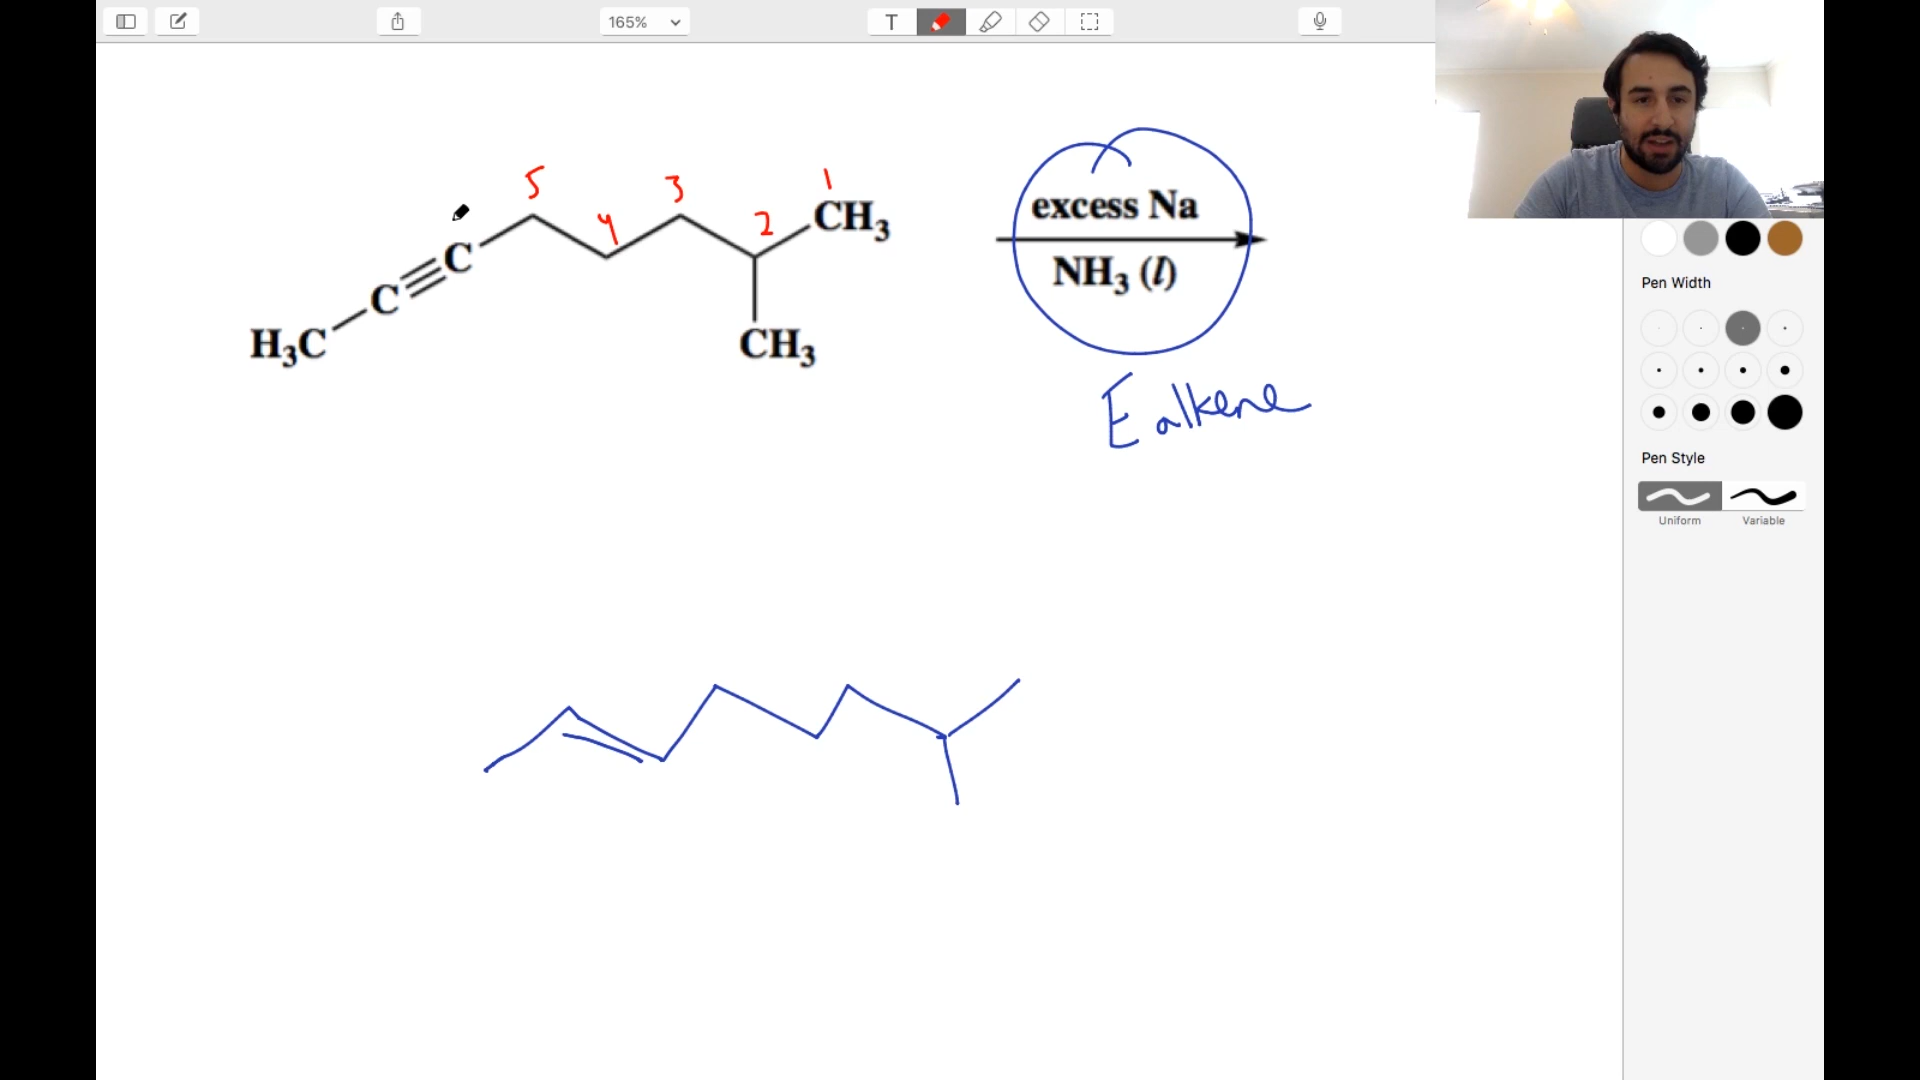 165%
T
5
3
1
4
2
CH3
C
C
H3C
CH3
excess Na
NH3 (l)
E alkene
Pen Width
Pen Style
Uniform
Variable